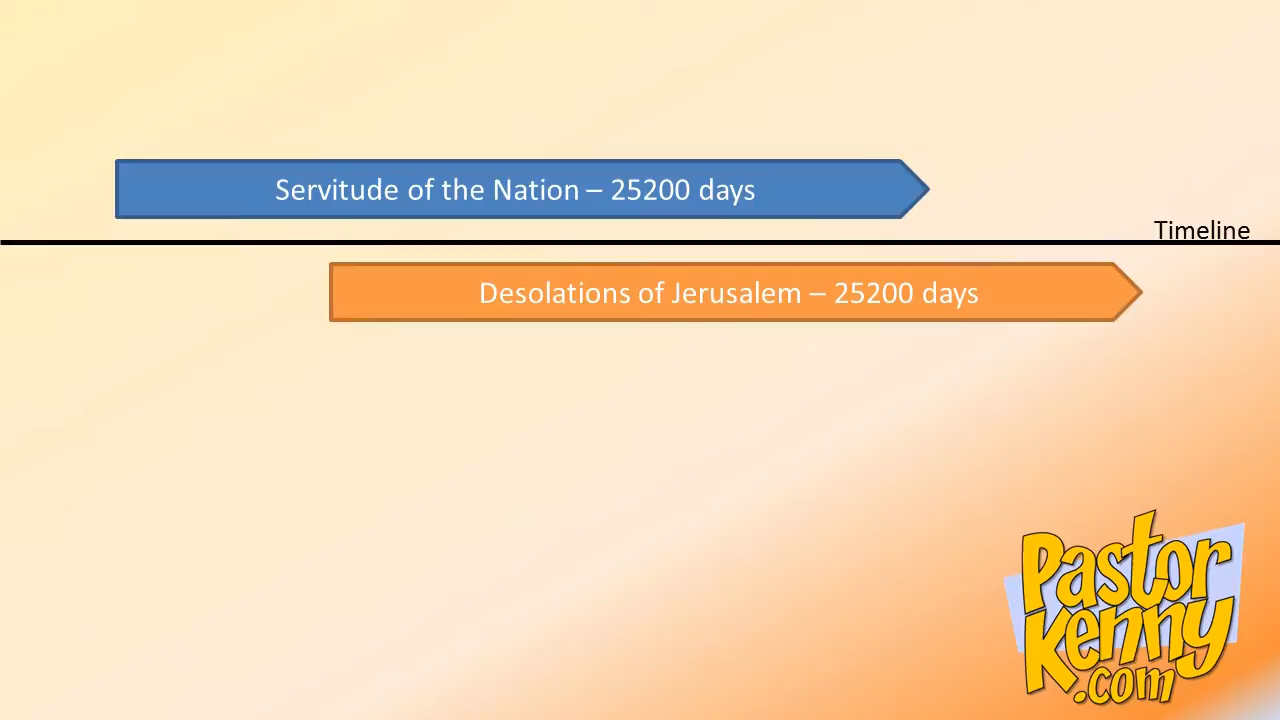 Servitude of the Nation – 25200 days
Timeline
Desolations of Jerusalem – 25200 days
Pastor
Kenny
.com